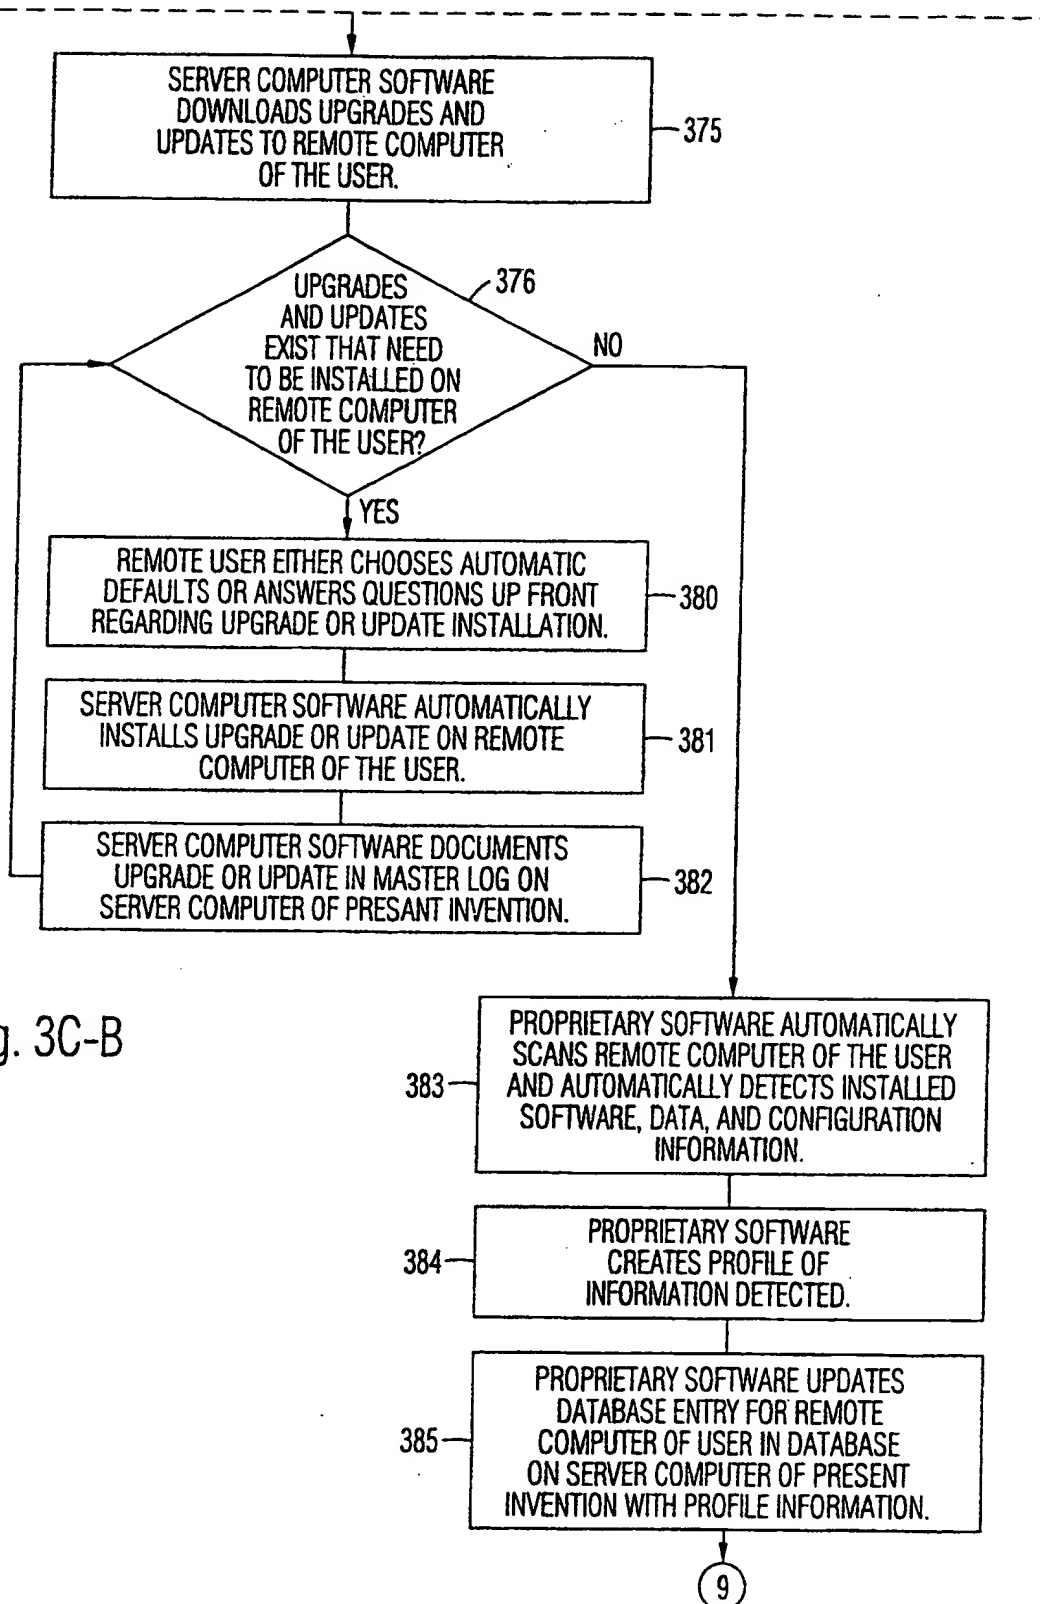 SERVER COMPUTER SOFTWARE
DOWNLOADS UPGRADES AND
UPDATES TO REMOTE COMPUTER
OF THE USER.
375
UPGRADES
AND UPDATES
EXIST THAT NEED
TO BE INSTALLED ON
REMOTE COMPUTER
OF THE USER?
376
NO
YES
REMOTE USER EITHER CHOOSES AUTOMATIC
DEFAULTS OR ANSWERS QUESTIONS UP FRONT
REGARDING UPGRADE OR UPDATE INSTALLATION.
380
SERVER COMPUTER SOFTWARE AUTOMATICALLY
INSTALLS UPGRADE OR UPDATE ON REMOTE
COMPUTER OF THE USER.
381
SERVER COMPUTER SOFTWARE DOCUMENTS
UPGRADE OR UPDATE IN MASTER LOG ON
SERVER COMPUTER OF PRESANT INVENTION.
382
g. 3C-B
PROPRIETARY SOFTWARE AUTOMATICALLY
SCANS REMOTE COMPUTER OF THE USER
AND AUTOMATICALLY DETECTS INSTALLED
SOFTWARE, DATA, AND CONFIGURATION
INFORMATION.
383
PROPRIETARY SOFTWARE
CREATES PROFILE OF
INFORMATION DETECTED.
384
PROPRIETARY SOFTWARE UPDATES
DATABASE ENTRY FOR REMOTE
COMPUTER OF USER IN DATABASE
ON SERVER COMPUTER OF PRESENT
INVENTION WITH PROFILE INFORMATION.
385
9